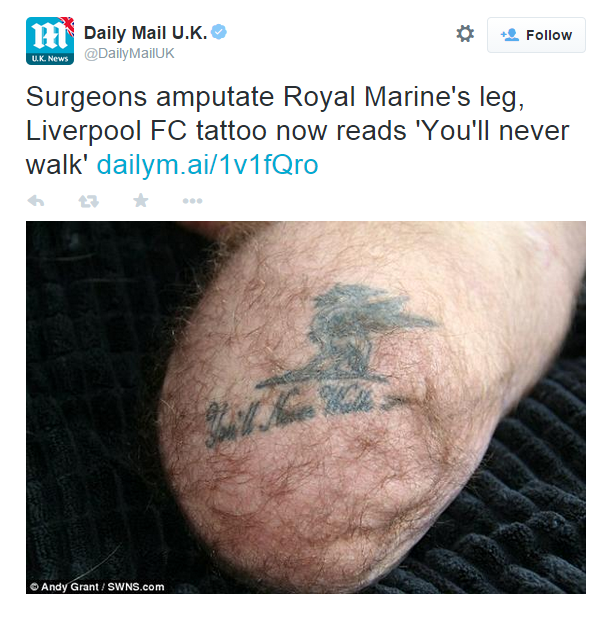 Daily Mail U.K.
@DailyMailUK
U.K. News
Follow
Surgeons amputate Royal Marine's leg,
Liverpool FC tattoo now reads 'You'll never
walk' dailym.ai/1v1fQro
You'll Never Walk
© Andy Grant / SWNS.com